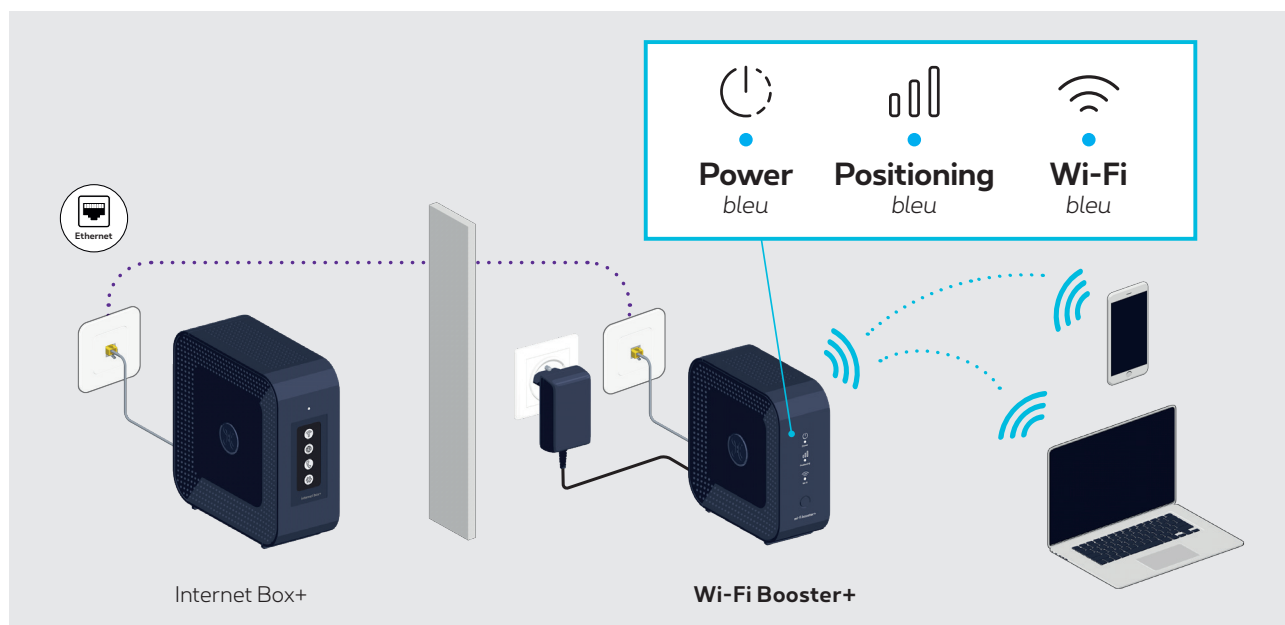 Power
Positioning
Wi-Fi
bleu
bleu
bleu
Ethernet
Internet Box+
Wi-Fi Booster+